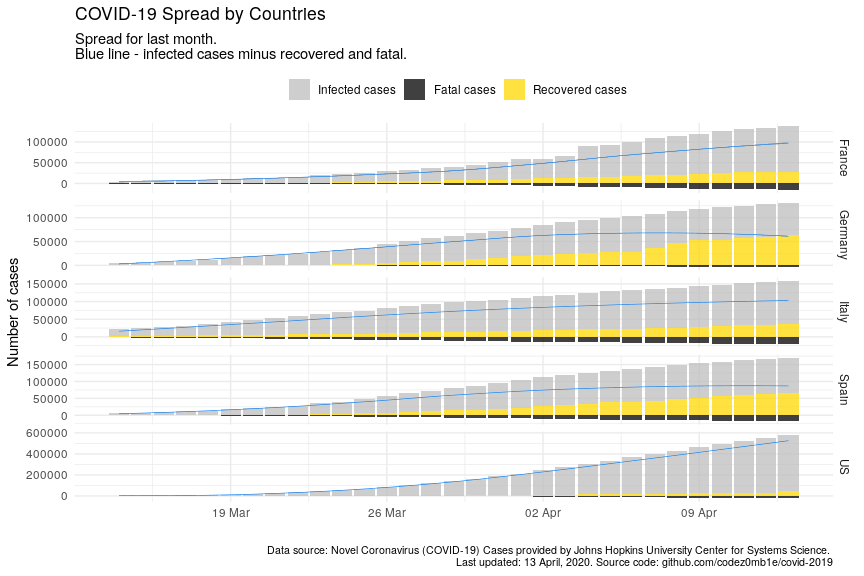 COVID-19 Spread by Countries
Spread for last month.
Blue line - infected cases minus recovered and fatal.
Infected cases Fatal cases Recovered cases
Number of cases
100000
50000
0
France
100000
50000
0
Germany
150000
100000
50000
0
Italy
150000
100000
50000
0
Spain
600000
400000
200000
0
US
19 Mar 26 Mar 02 Apr 09 Apr
Data source: Novel Coronavirus (COVID-19) Cases provided by Johns Hopkins University Center for Systems Science.
Last updated: 13 April, 2020. Source code: github.com/codez0mb1e/covid-2019